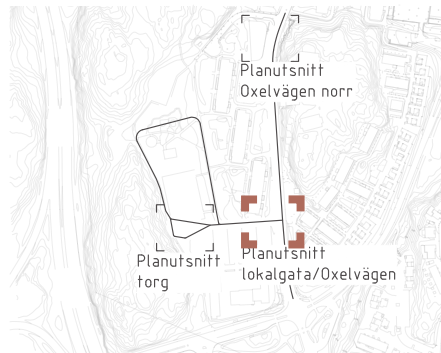 Planutsnitt
Oxelvägen norr
Planutsnitt
torg
Planutsnitt
lokalgata/Oxelvägen